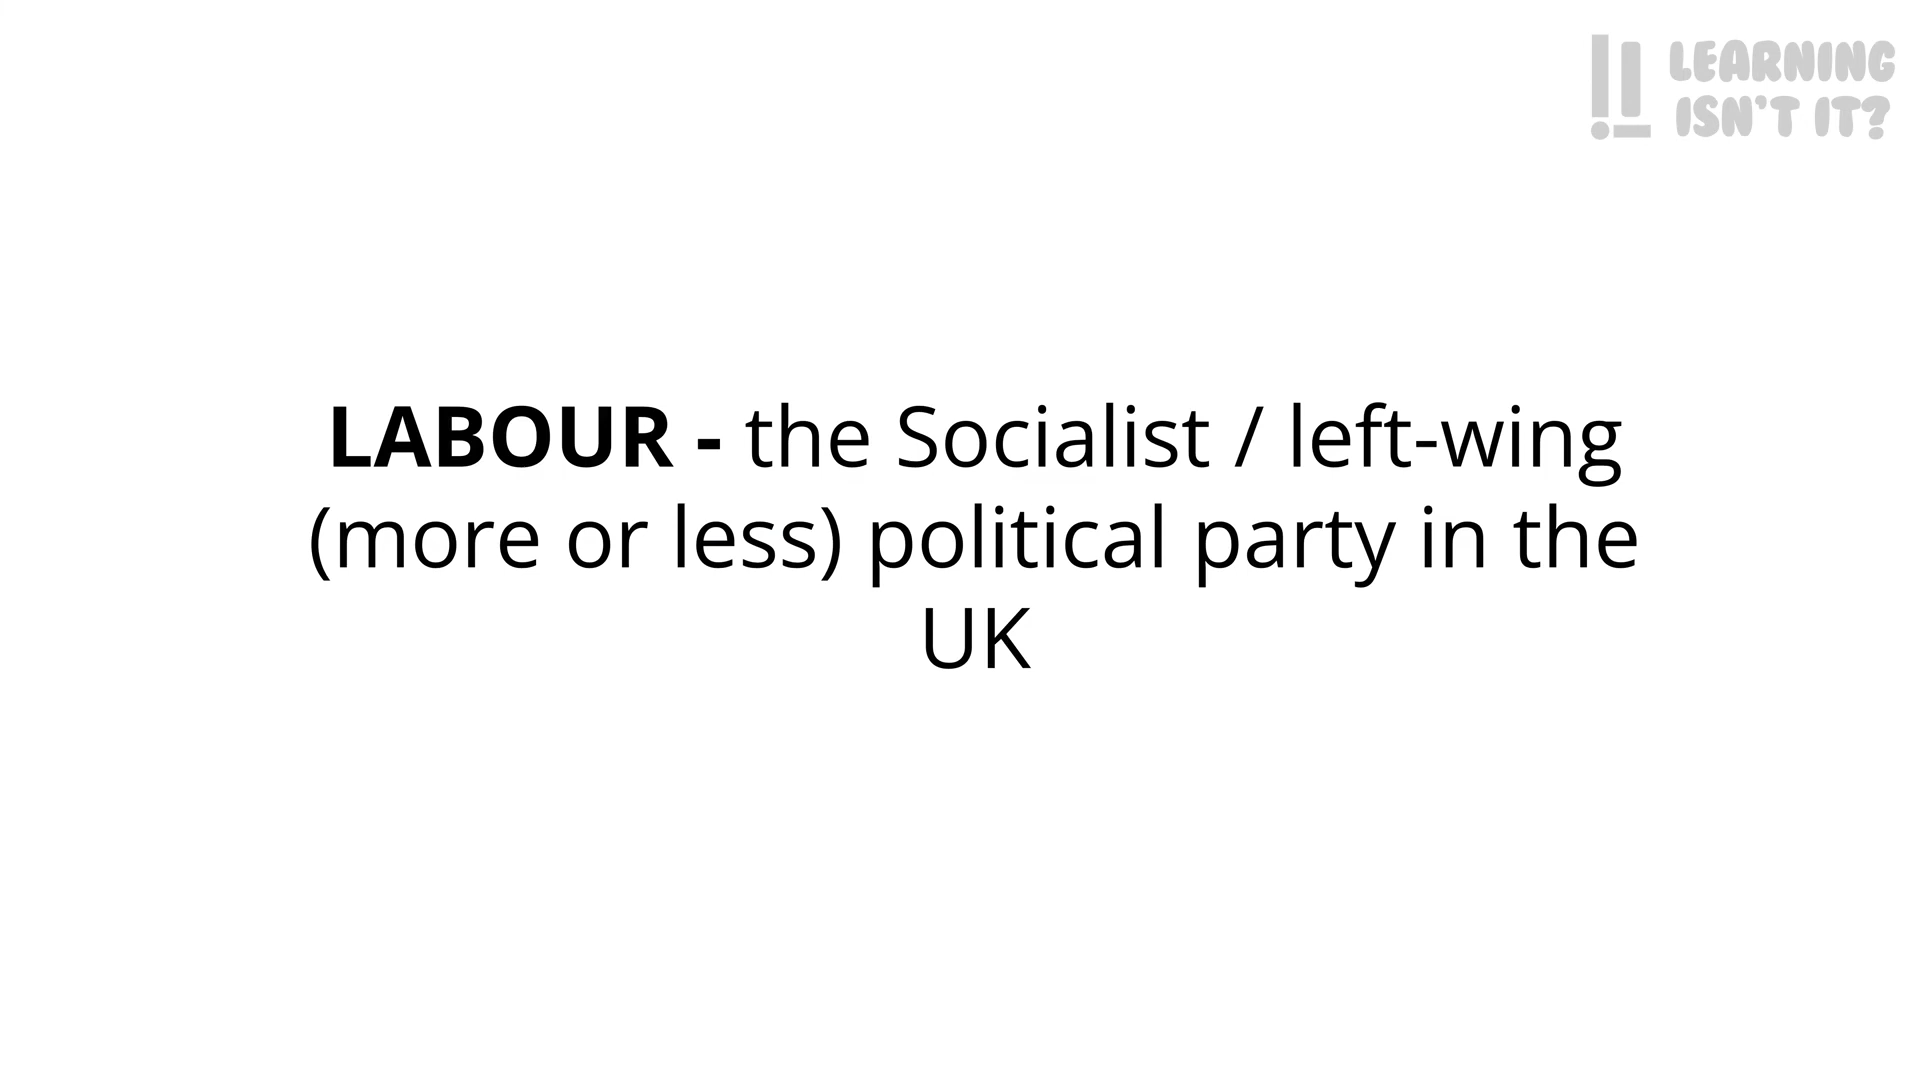 LEARNING
ISN'T IT?
LABOUR - the Socialist / left-wing
(more or less) political party in the
UK